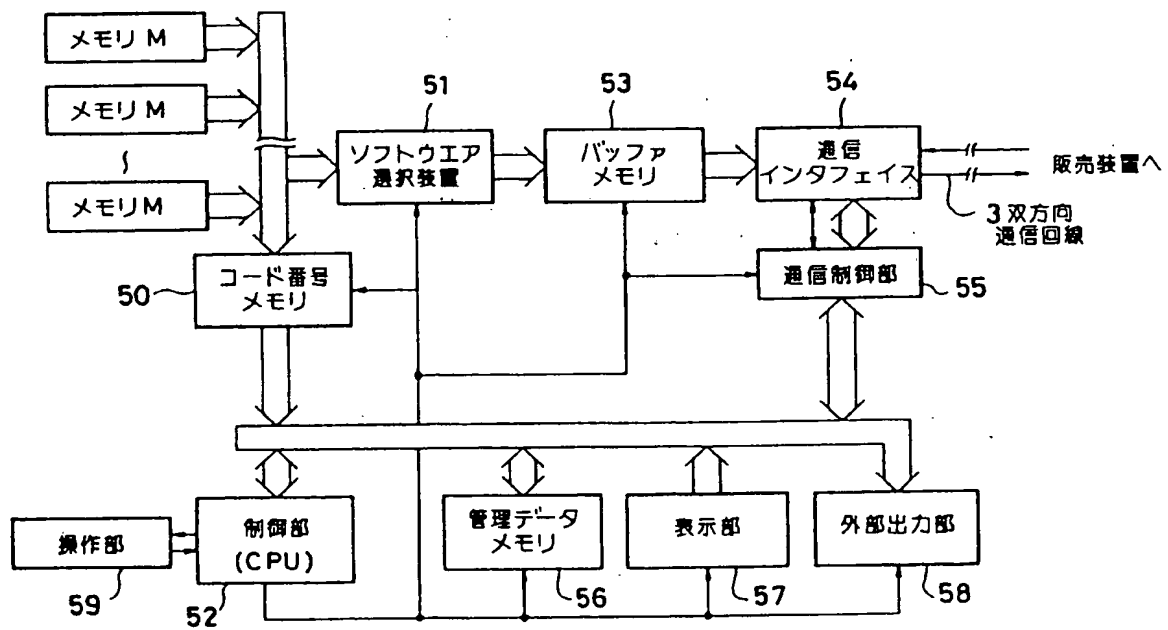 メモリ M
メモリ M
メモリ M
51
ソフトウエア
選択装置
53
バッファ
メモリ
54
通信
インタフェイス
販売装置へ
3 双方向
通信回線
50
コード番号
メモリ
通信制御部
55
操作部
59
制御部
(CPU)
52
管理データ
メモリ
56
表示部
57
外部出力部
58